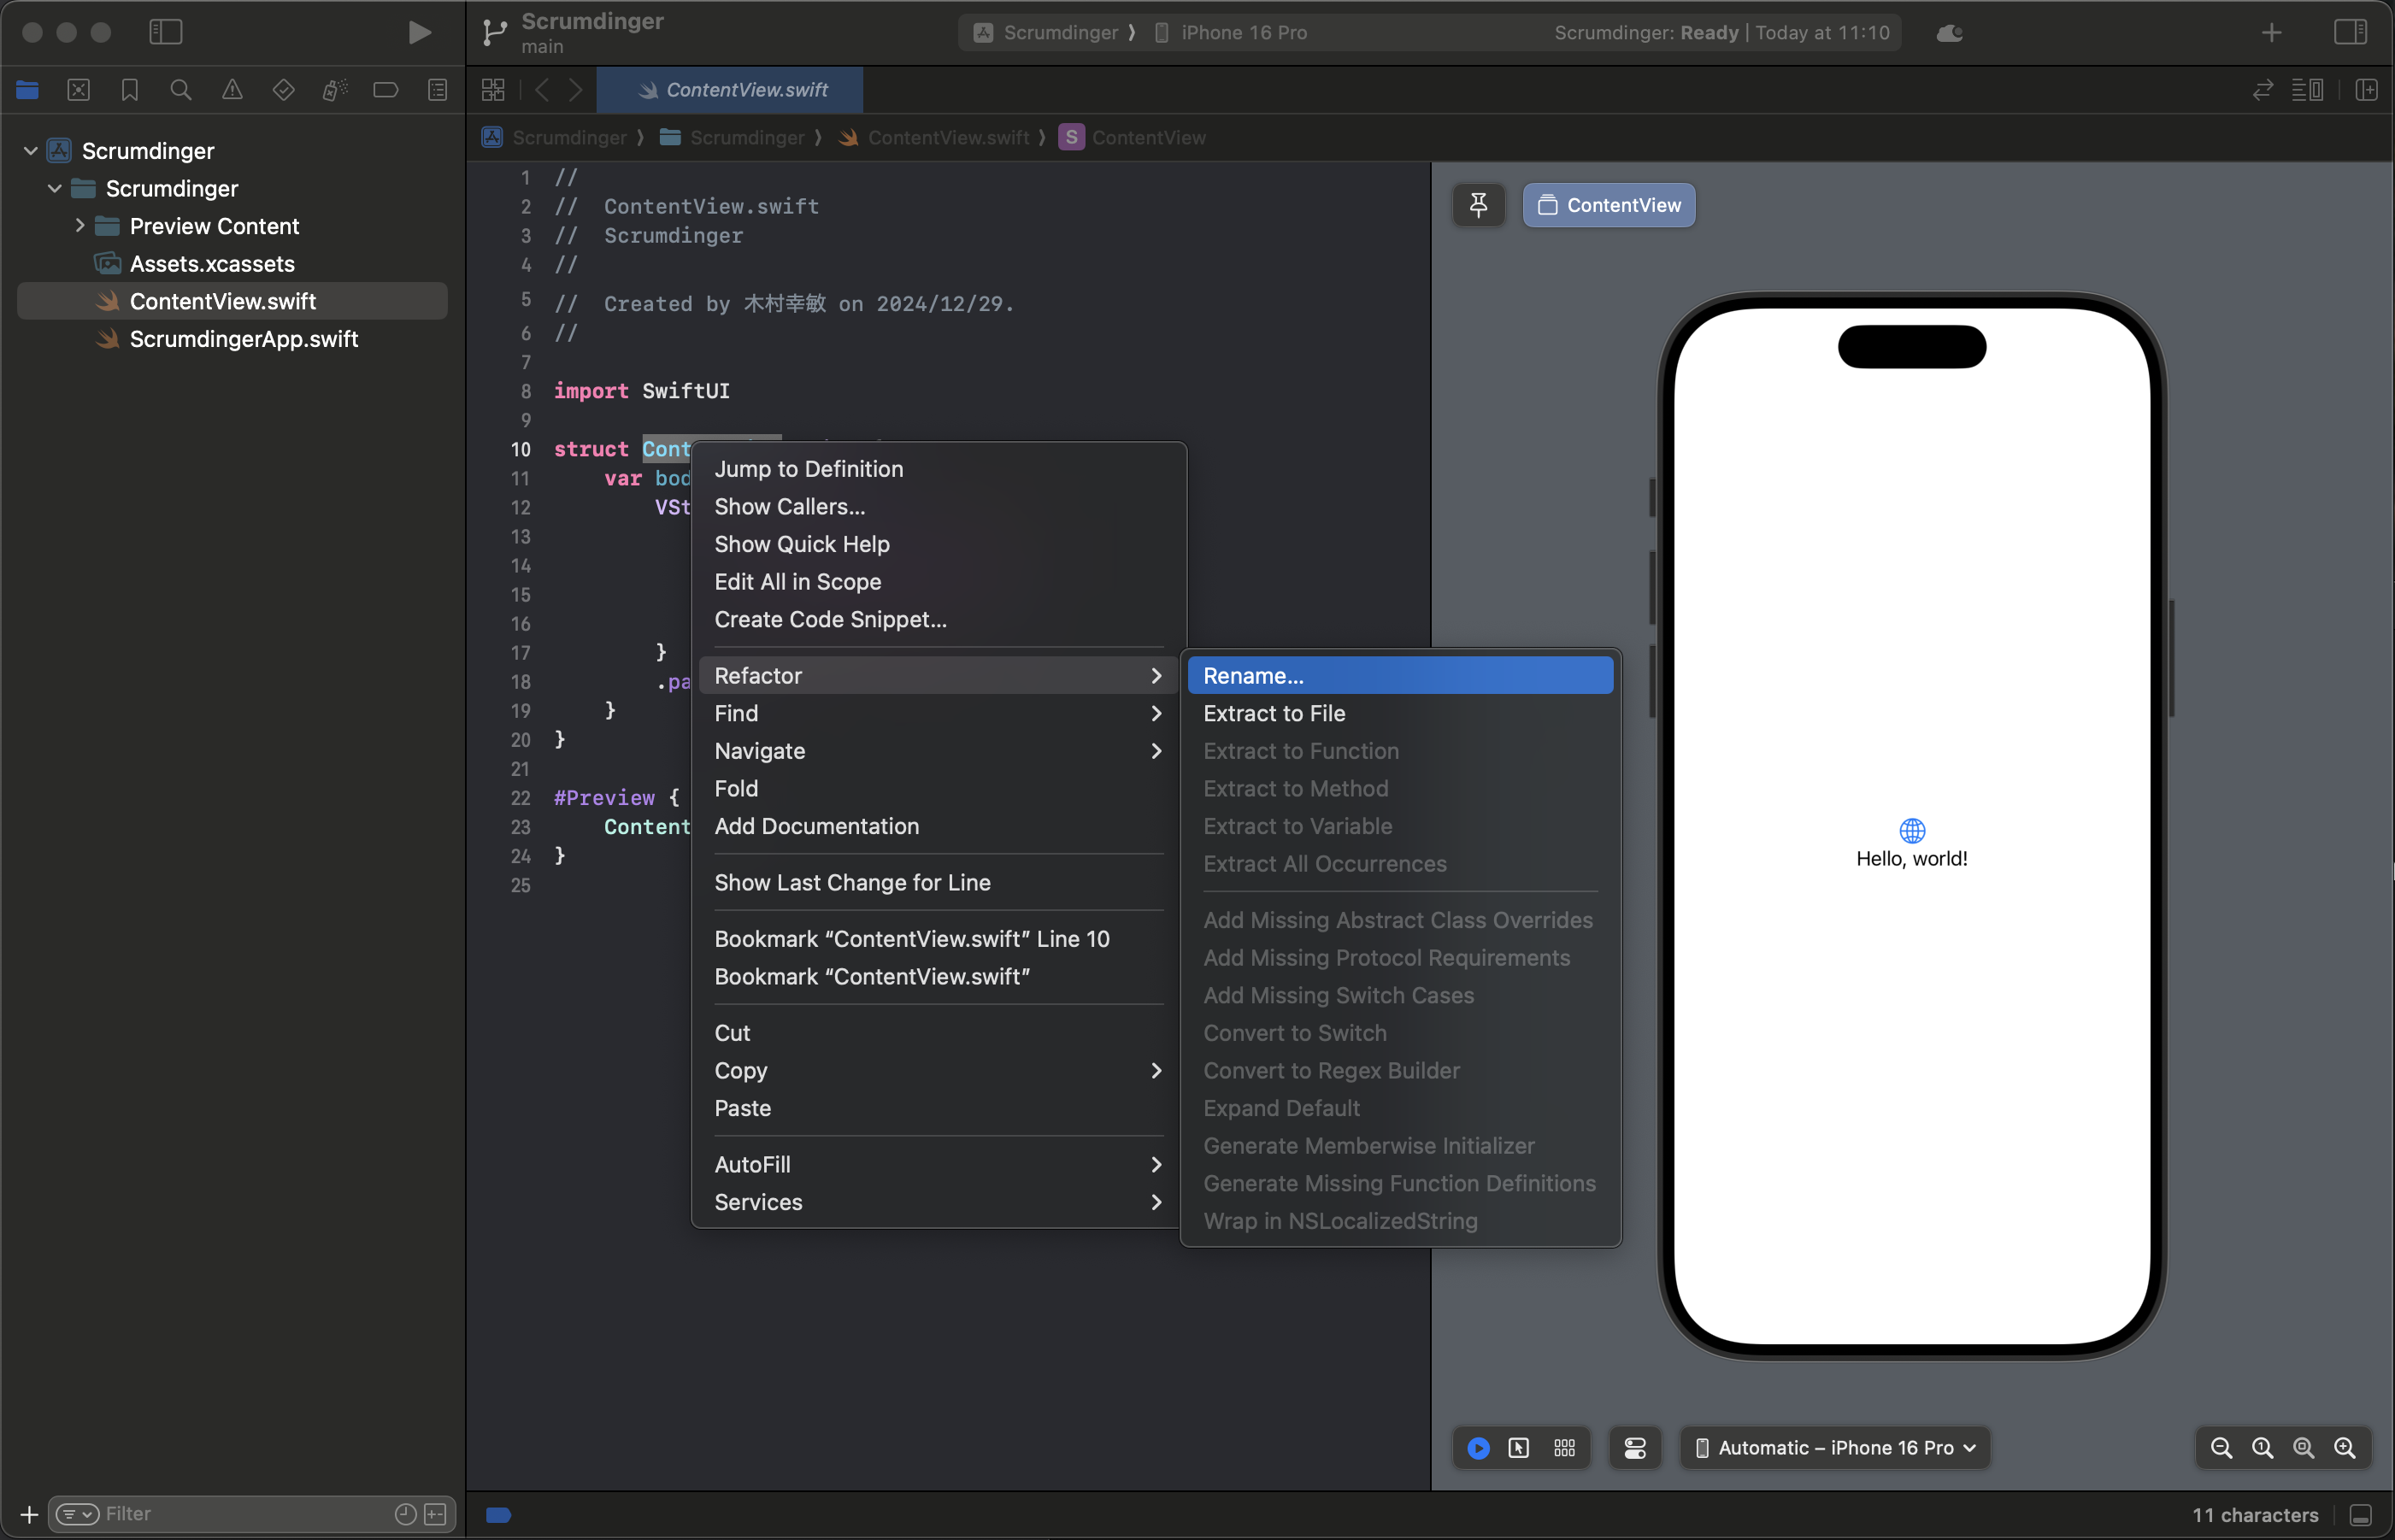 Scrumdinger
main
Scrumdinger
iPhone 16 Pro
Scrumdinger: Ready | Today at 11:10
ContentView.swift
Scrumdinger
Scrumdinger
ContentView.swift
S
ContentView
Scrumdinger
Scrumdinger
Preview Content
Assets.xcassets
ContentView.swift
ScrumdingerApp.swift
1 //
2 // ContentView.swift
3 // Scrumdinger
4 //
5 // Created by 木村幸敏 on 2024/12/29.
6 //
7
8 import SwiftUI
9
10 struct Cont
11 var bod
12 VSt
13
14
15
16
17 }
18 .pa
19 }
20 }
21
22 #Preview {
23 Content
24 }
25
Jump to Definition
Show Callers...
Show Quick Help
Edit All in Scope
Create Code Snippet...
Refactor
Find
Navigate
Fold
Add Documentation
Show Last Change for Line
Bookmark “ContentView.swift” Line 10
Bookmark “ContentView.swift”
Cut
Copy
Paste
AutoFill
Services
Rename...
Extract to File
Extract to Function
Extract to Method
Extract to Variable
Extract All Occurrences
Add Missing Abstract Class Overrides
Add Missing Protocol Requirements
Add Missing Switch Cases
Convert to Switch
Convert to Regex Builder
Expand Default
Generate Memberwise Initializer
Generate Missing Function Definitions
Wrap in NSLocalizedString
ContentView
Hello, world!
Automatic – iPhone 16 Pro
Filter
11 characters